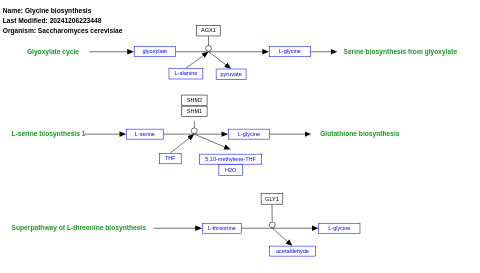 Name: Glycine biosynthesis
Last Modified: 20241206223448
Organism: Saccharomyces cerevisiae
AGX1
Glyoxylate cycle
glyoxylate
L-glycine
Serine biosynthesis from glyoxylate
L-alanine
pyruvate
SHM2
SHM1
L-serine biosynthesis 1
L-serine
L-glycine
Glutathione biosynthesis
THF
5,10-methylene-THF
H2O
GLY1
Superpathway of L-threonine biosynthesis
L-threonine
L-glycine
acetaldehyde